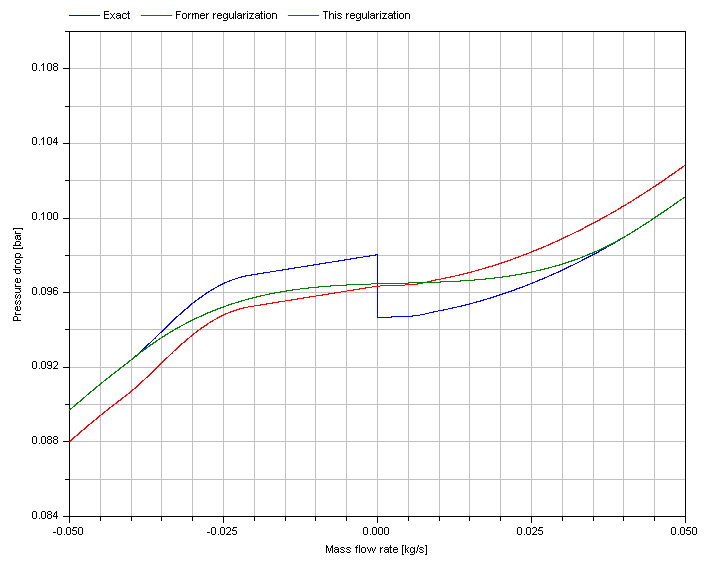 Exact Former regularization This regularization
0.108
0.104
0.100
0.096
0.092
0.088
0.084
Pressure drop [bar]
-0.050 -0.025 0.000 0.025 0.050
Mass flow rate [kg/s]